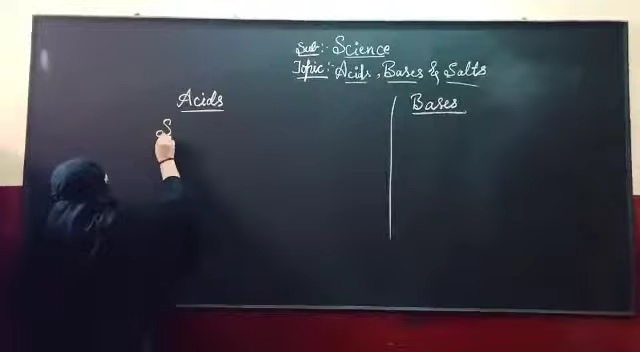 Sub:- Science
Topic:- Acids, Bases & Salts
Acids
Bases
S